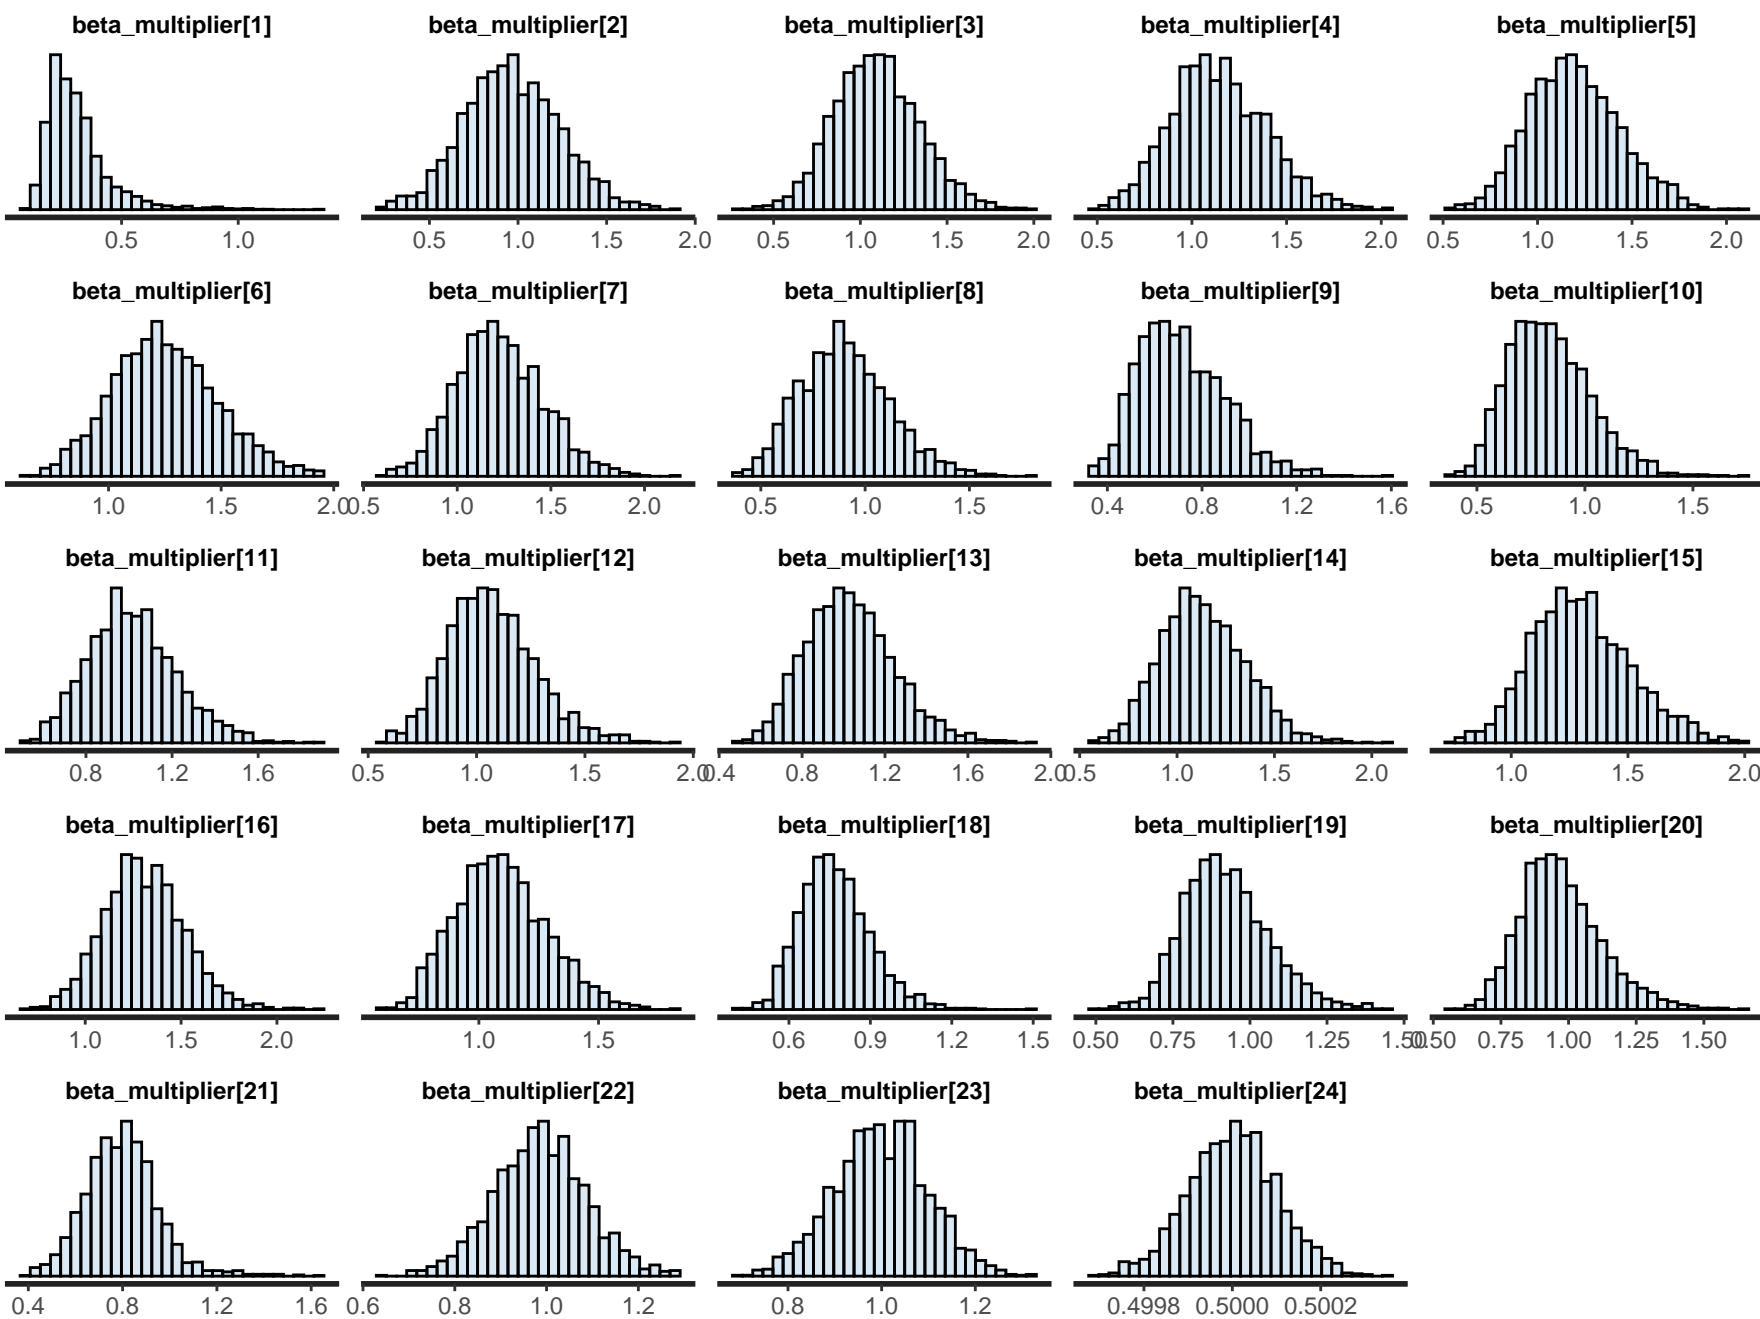 beta_multiplier[1] beta_multiplier[2] beta_multiplier[3] beta_multiplier[4] beta_multiplier[5]
0.5 1.0 0.5 1.0 1.5 2.0 0.5 1.0 1.5 2.0 0.5 1.0 1.5 2.0 0.5 1.0 1.5 2.0
beta_multiplier[6] beta_multiplier[7] beta_multiplier[8] beta_multiplier[9] beta_multiplier[10]
1.0 1.5 2.0 0.5 1.0 1.5 2.0 0.5 1.0 1.5 0.4 0.8 1.2 1.6 0.5 1.0 1.5
beta_multiplier[11] beta_multiplier[12] beta_multiplier[13] beta_multiplier[14] beta_multiplier[15]
0.8 1.2 1.6 0.5 1.0 1.5 2.0 0.4 0.8 1.2 1.6 2.0 0.5 1.0 1.5 2.0 1.0 1.5 2.0
beta_multiplier[16] beta_multiplier[17] beta_multiplier[18] beta_multiplier[19] beta_multiplier[20]
1.0 1.5 2.0 1.0 1.5 0.6 0.9 1.2 1.5 0.50 0.75 1.00 1.25 1.50 0.50 0.75 1.00 1.25 1.50
beta_multiplier[21] beta_multiplier[22] beta_multiplier[23] beta_multiplier[24]
0.4 0.8 1.2 1.6 0.6 0.8 1.0 1.2 0.8 1.0 1.2 0.4998 0.5000 0.5002